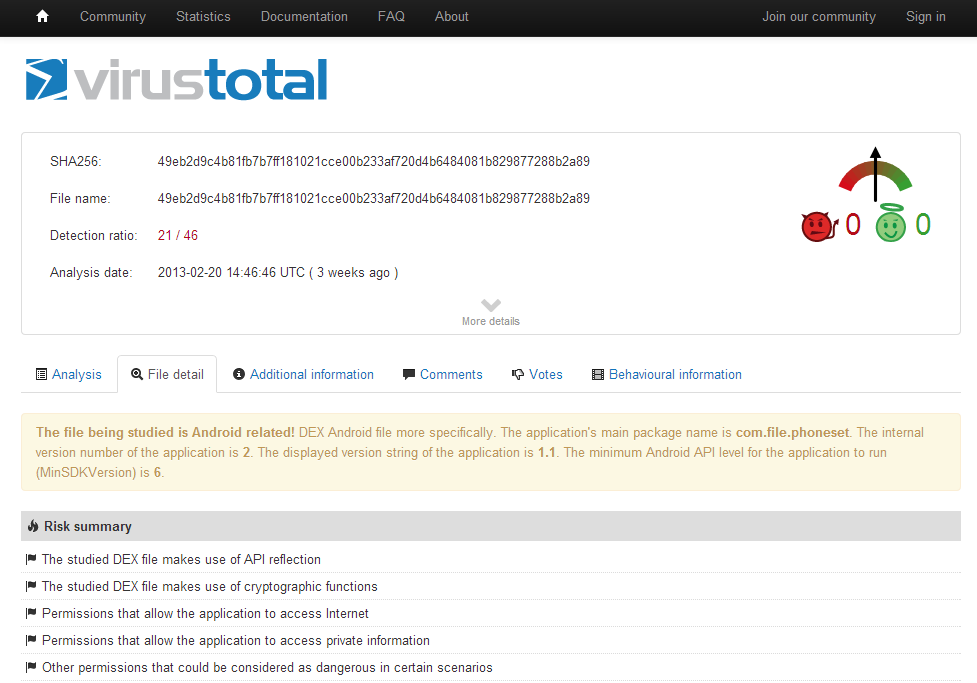 Community Statistics Documentation FAQ About Join our community Sign in
virustotal
SHA256: 49eb2d9c4b81fb7b7ff181021cce00b233af720d4b6484081b829877288b2a89
File name: 49eb2d9c4b81fb7b7ff181021cce00b233af720d4b6484081b829877288b2a89
Detection ratio: 21 / 46
0 0
Analysis date: 2013-02-20 14:46:46 UTC ( 3 weeks ago )
More details
Analysis File detail Additional information Comments Votes Behavioural information
The file being studied is Android related! DEX Android file more specifically. The application's main package name is com.file.phoneset. The internal
version number of the application is 2. The displayed version string of the application is 1.1. The minimum Android API level for the application to run
(MinSDKVersion) is 6.
Risk summary
The studied DEX file makes use of API reflection
The studied DEX file makes use of cryptographic functions
Permissions that allow the application to access Internet
Permissions that allow the application to access private information
Other permissions that could be considered as dangerous in certain scenarios